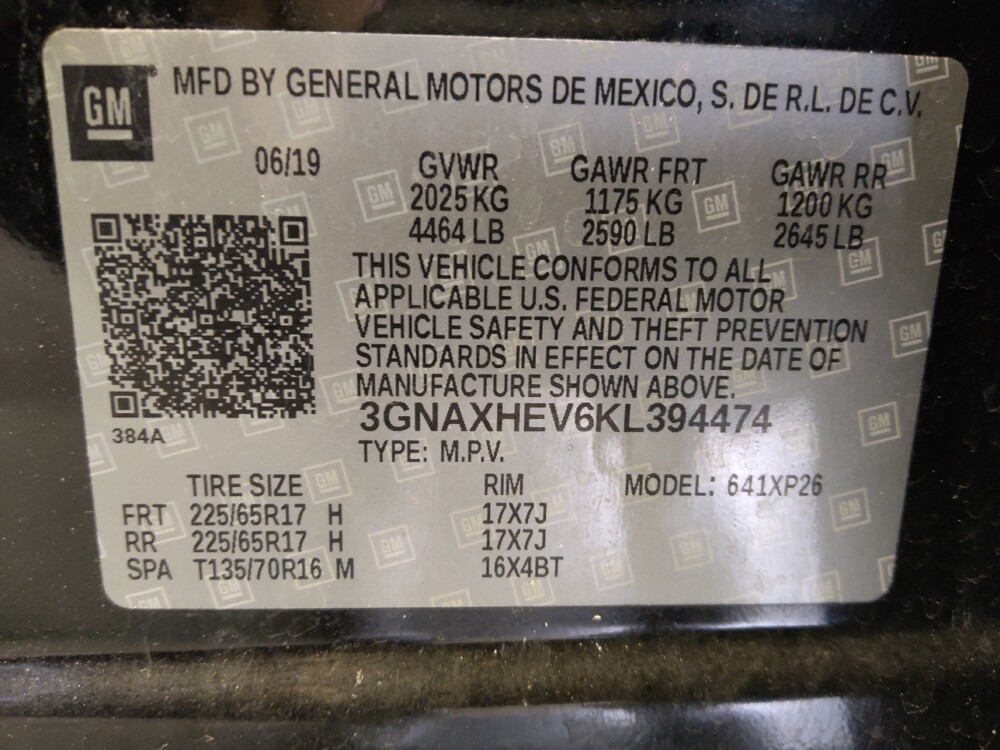 GM
MFD BY GENERAL MOTORS DE MEXICO, S. DE R.L. DE C.V.
06/19 GVWR GAWR FRT GAWR RR
2025 KG 1175 KG 1200 KG
4464 LB 2590 LB 2645 LB
THIS VEHICLE CONFORMS TO ALL
APPLICABLE U.S. FEDERAL MOTOR
VEHICLE SAFETY AND THEFT PREVENTION
STANDARDS IN EFFECT ON THE DATE OF
MANUFACTURE SHOWN ABOVE.
3GNAXHEV6KL394474
384A
TYPE: M.P.V.
TIRE SIZE RIM MODEL: 641XP26
FRT 225/65R17 H 17X7J
RR 225/65R17 H 17X7J
SPA T135/70R16 M 16X4BT